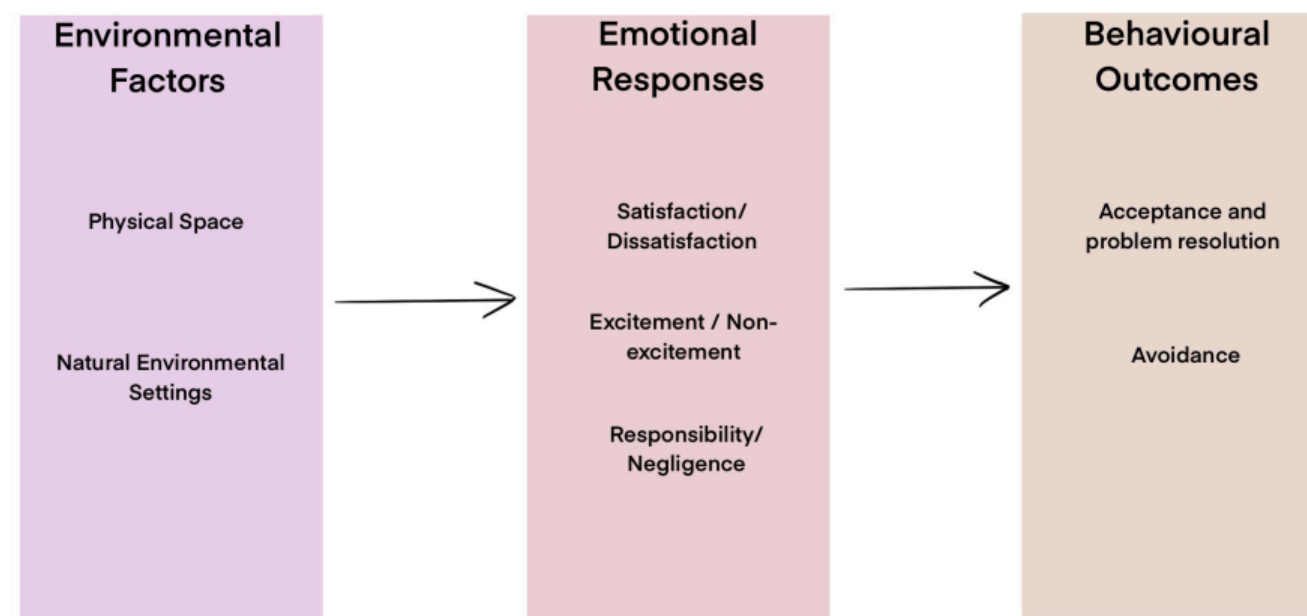 Environmental
Factors
Physical Space
Natural Environmental
Settings
Emotional
Responses
Satisfaction/
Dissatisfaction
Excitement / Non-
excitement
Responsibility/
Negligence
Behavioural
Outcomes
Acceptance and
problem resolution
Avoidance